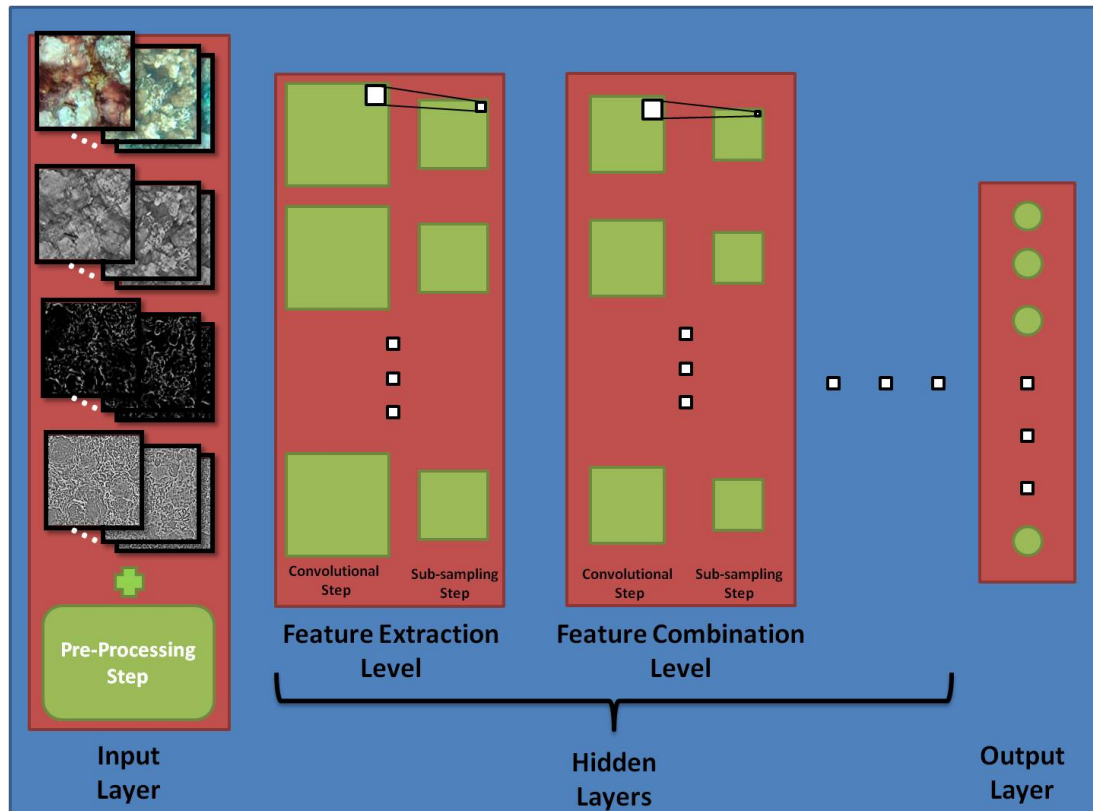 Pre-Processing
Step
Input
Layer
Convolutional
Step
Sub-sampling
Step
Feature Extraction
Level
Convolutional
Step
Sub-sampling
Step
Feature Combination
Level
Hidden
Layers
Output
Layer